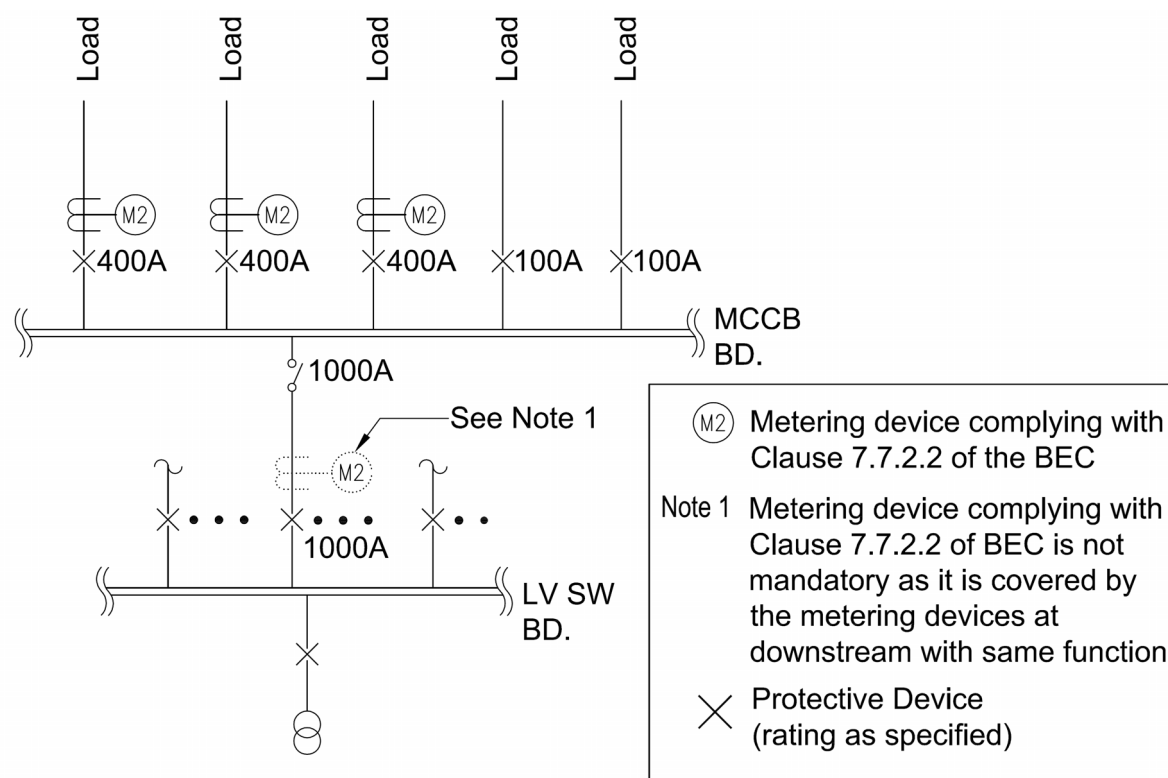 Load
Load
Load
Load
Load
M2
M2
M2
400A
400A
400A
100A
100A
MCCB
BD.
1000A
See Note 1
M2
1000A
LV SW
BD.
M2 Metering device complying with
Clause 7.7.2.2 of the BEC
Note 1 Metering device complying with
Clause 7.7.2.2 of BEC is not
mandatory as it is covered by
the metering devices at
downstream with same function
Protective Device
(rating as specified)